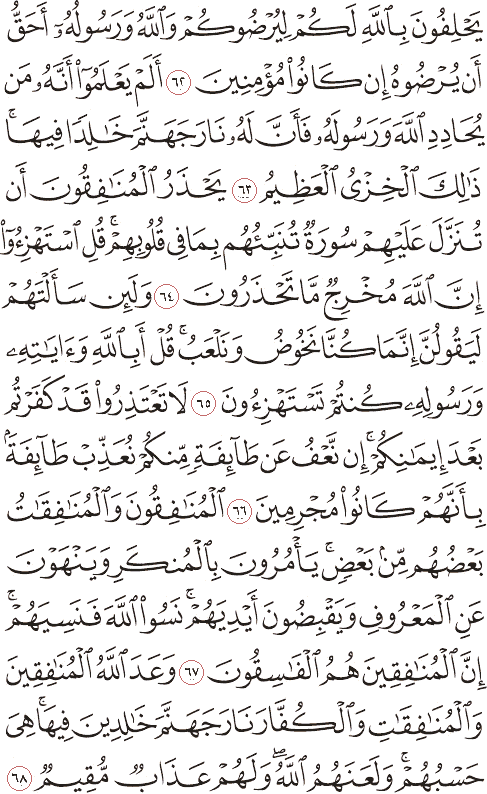 يَحْلِفُونَ بِٱللَّهِ لَكُمْ لِيُرْضُوكُمْ وَٱللَّهُ وَرَسُولُهُۥٓ أَحَقُّ
أَن يُرْضُوهُ إِن كَانُوا۟ مُؤْمِنِينَ ٦٢ أَلَمْ يَعْلَمُوٓا۟ أَنَّهُۥ مَن
يُحَادِدِ ٱللَّهَ وَرَسُولَهُۥ فَأَنَّ لَهُۥ نَارَ جَهَنَّمَ خَٰلِدًا فِيهَا ۚ
ذَٰلِكَ ٱلْخِزْىُ ٱلْعَظِيمُ ٦٣ يَحْذَرُ ٱلْمُنَٰفِقُونَ أَن
تُنَزَّلَ عَلَيْهِمْ سُورَةٌ تُنَبِّئُهُم بِمَا فِى قُلُوبِهِمْ ۚ قُلِ ٱسْتَهْزِءُوٓا۟
إِنَّ ٱللَّهَ مُخْرِجٌ مَّا تَحْذَرُونَ ٦٤ وَلَئِن سَأَلْتَهُمْ
لَيَقُولُنَّ إِنَّمَا كُنَّا نَخُوضُ وَنَلْعَبُ ۚ قُلْ أَبِٱللَّهِ وَءَايَٰتِهِۦ
وَرَسُولِهِۦ كُنتُمْ تَسْتَهْزِءُونَ ٦٥ لَا تَعْتَذِرُوا۟ قَدْ كَفَرْتُم
بَعْدَ إِيمَٰنِكُمْ ۚ إِن نَّعْفُ عَن طَآئِفَةٍ مِّنكُمْ نُعَذِّبْ طَآئِفَةًۢ
بِأَنَّهُمْ كَانُوا۟ مُجْرِمِينَ ٦٦ ٱلْمُنَٰفِقُونَ وَٱلْمُنَٰفِقَٰتُ
بَعْضُهُم مِّنۢ بَعْضٍ ۚ يَأْمُرُونَ بِٱلْمُنكَرِ وَيَنْهَوْنَ
عَنِ ٱلْمَعْرُوفِ وَيَقْبِضُونَ أَيْدِيَهُمْ ۚ نَسُوا۟ ٱللَّهَ فَنَسِيَهُمْ ۗ
إِنَّ ٱلْمُنَٰفِقِينَ هُمُ ٱلْفَٰسِقُونَ ٦٧ وَعَدَ ٱللَّهُ ٱلْمُنَٰفِقِينَ
وَٱلْمُنَٰفِقَٰتِ وَٱلْكُفَّارَ نَارَ جَهَنَّمَ خَٰلِدِينَ فِيهَا ۚ هِىَ
حَسْبُهُمْ ۚ وَلَعَنَهُمُ ٱللَّهُ ۖ وَلَهُمْ عَذَابٌ مُّقِيمٌ ٦٨